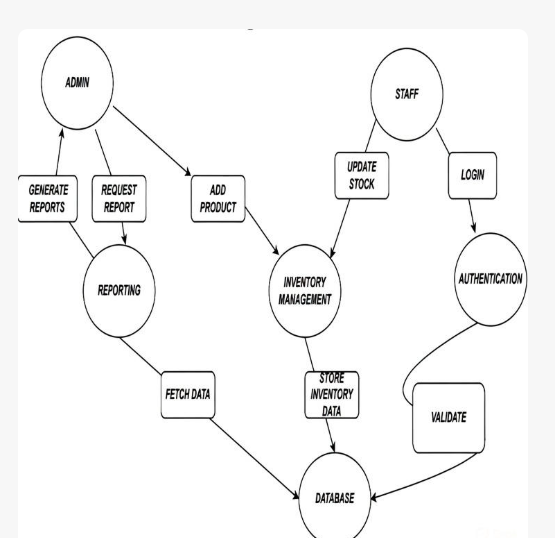 ADMIN
STAFF
GENERATE
REPORTS
REQUEST
REPORT
ADD
PRODUCT
UPDATE
STOCK
LOGIN
REPORTING
INVENTORY
MANAGEMENT
AUTHENTICATION
FETCH DATA
STORE
INVENTORY
DATA
VALIDATE
DATABASE